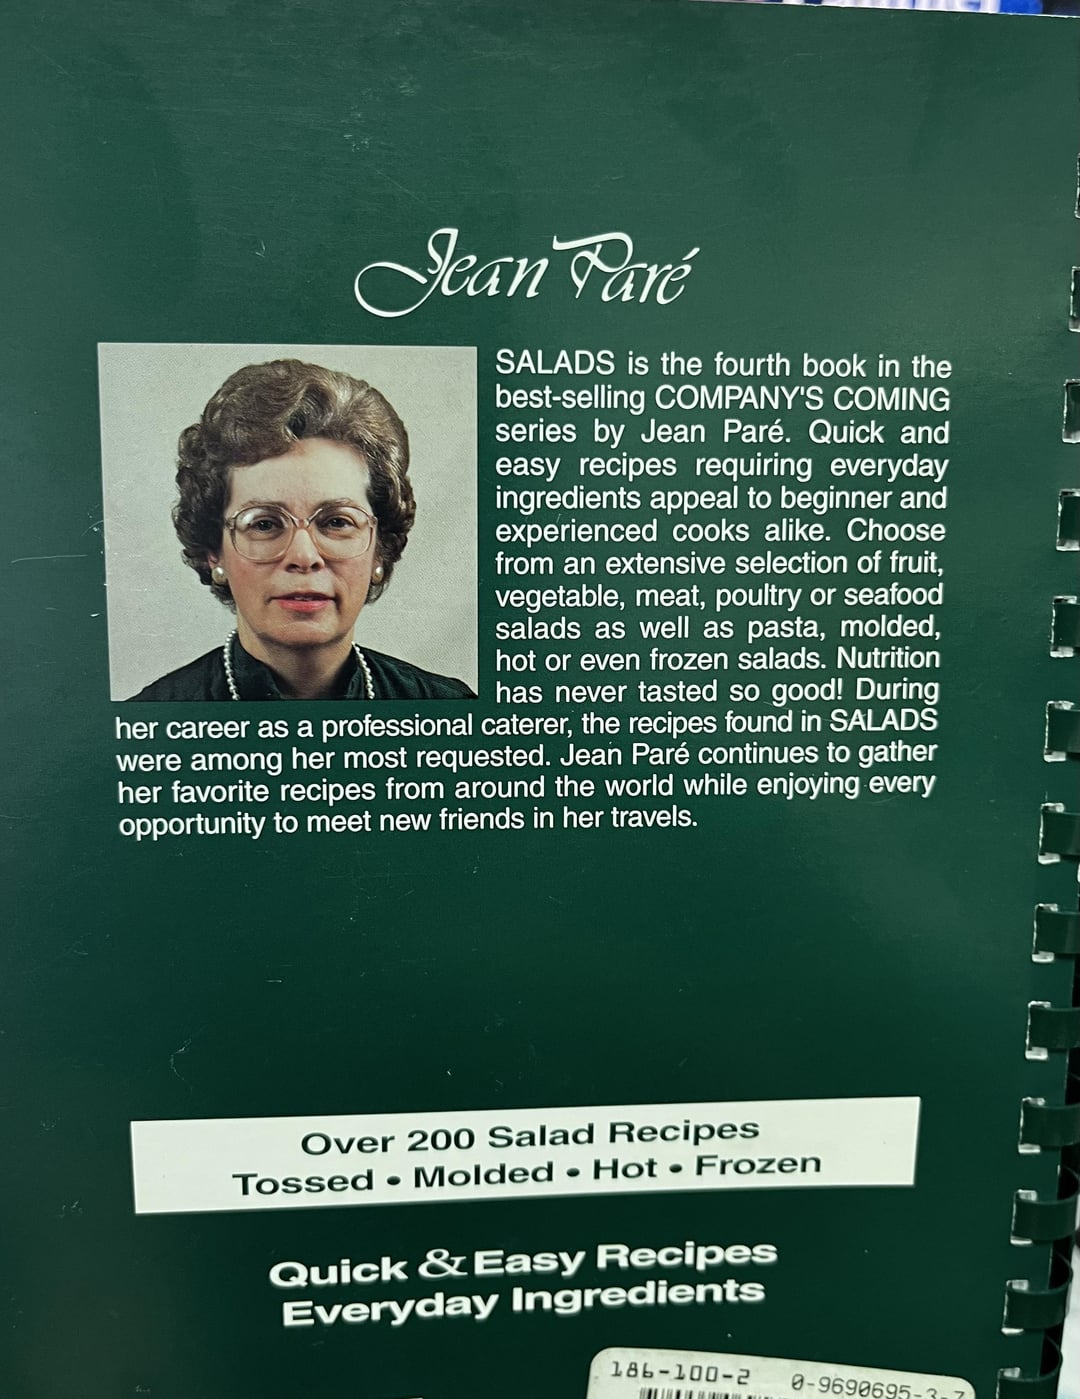 Jean Paré
SALADS is the fourth book in the
best-selling COMPANY'S COMING
series by Jean Paré. Quick and
easy recipes requiring everyday
ingredients appeal to beginner and
experienced cooks alike. Choose
from an extensive selection of fruit,
vegetable, meat, poultry or seafood
salads as well as pasta, molded,
hot or even frozen salads. Nutrition
has never tasted so good! During
her career as a professional caterer, the recipes found in SALADS
were among her most requested. Jean Paré continues to gather
her favorite recipes from around the world while enjoying every
opportunity to meet new friends in her travels.
Over 200 Salad Recipes
Tossed • Molded • Hot • Frozen
Quick & Easy Recipes
Everyday Ingredients
186-100-2 0-9690695-3-7